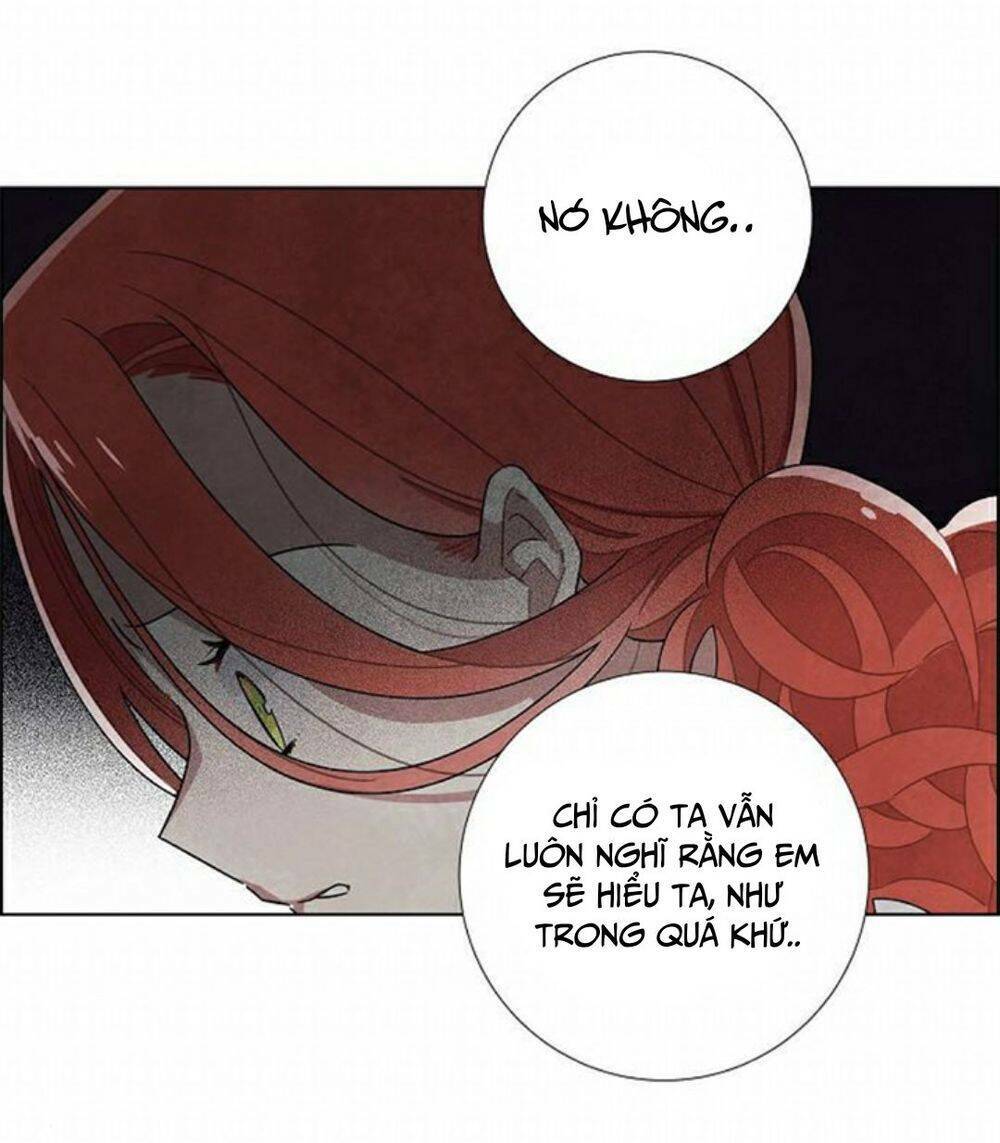 NÓ KHÔNG..
CHỈ CÓ TA VẪN
LUÔN NGHĨ RẰNG EM
SẼ HIỂU TA, NHƯ
TRONG QUÁ KHỨ..